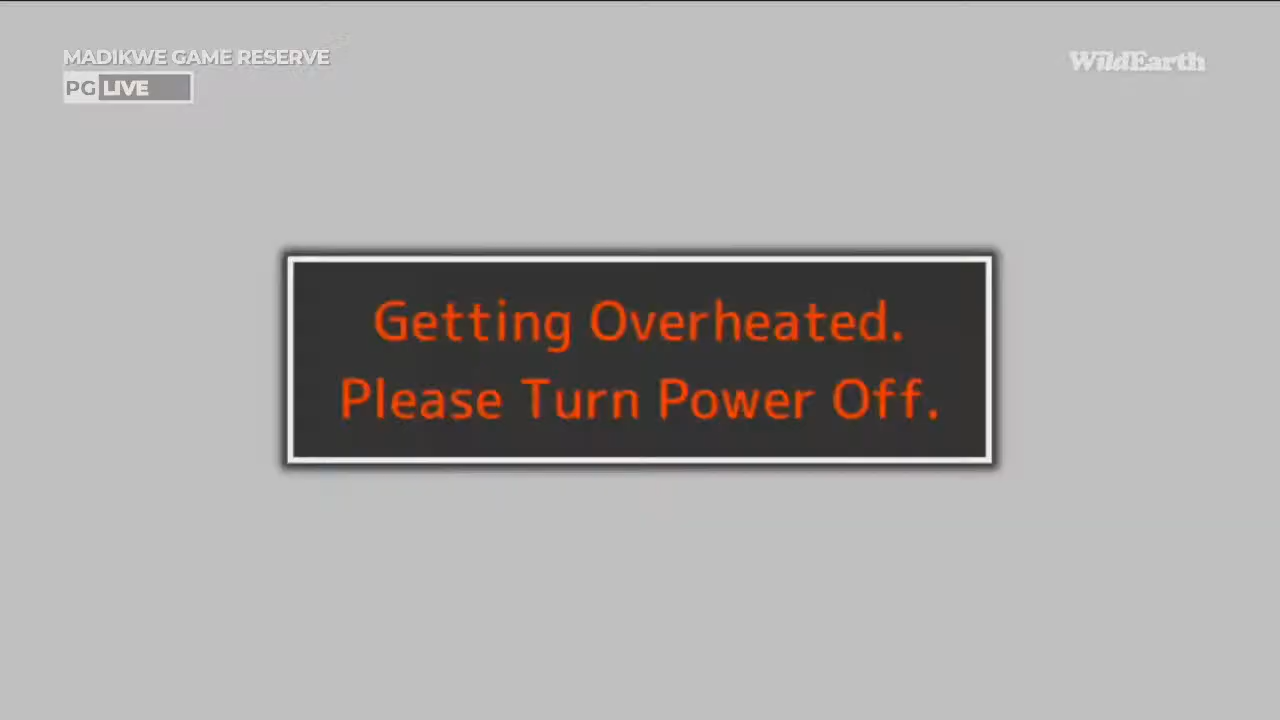 MADIKWE GAME RESERVE
WildEarth
PG LIVE
Getting Overheated.
Please Turn Power Off.